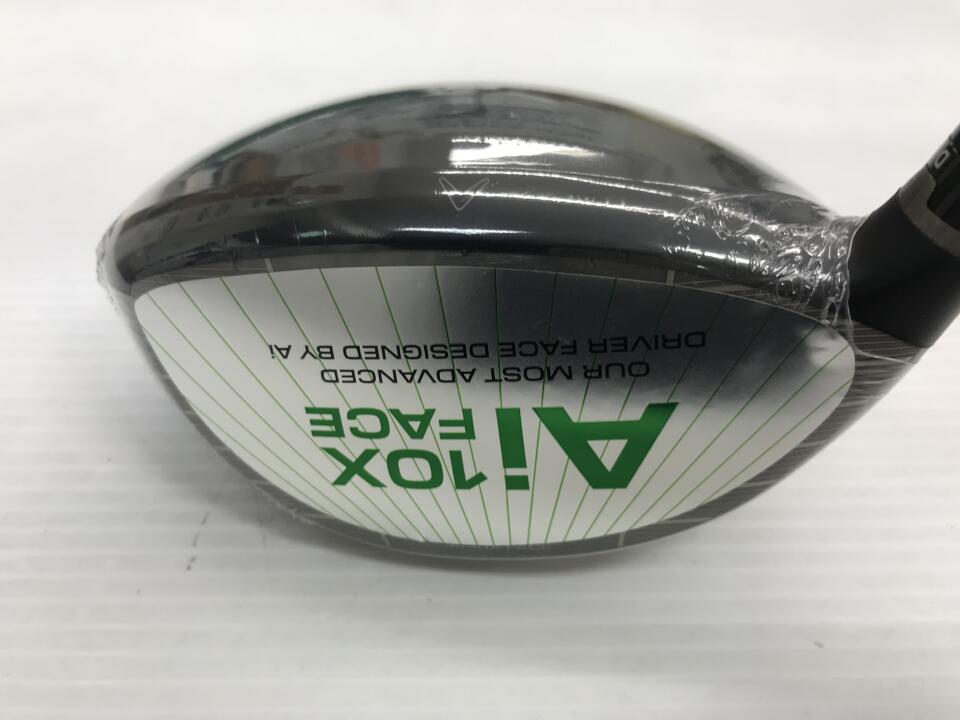 Ai 10X
FACE
OUR MOST ADVANCED
DRIVER FACE DESIGNED BY Ai